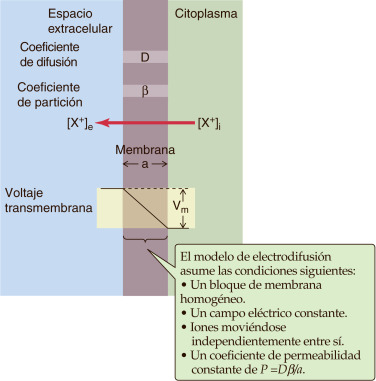 Espacio
extracelular
Citoplasma
Coeficiente
de difusión
D
Coeficiente
de partición
β
[X⁺]e
[X⁺]i
Membrana
a
Voltaje
transmembrana
Vm
El modelo de electrodifusión
asume las condiciones siguientes:
• Un bloque de membrana
homogéneo.
• Un campo eléctrico constante.
• Iones moviéndose
independientemente entre sí.
• Un coeficiente de permeabilidad
constante de P =Dβ/a.